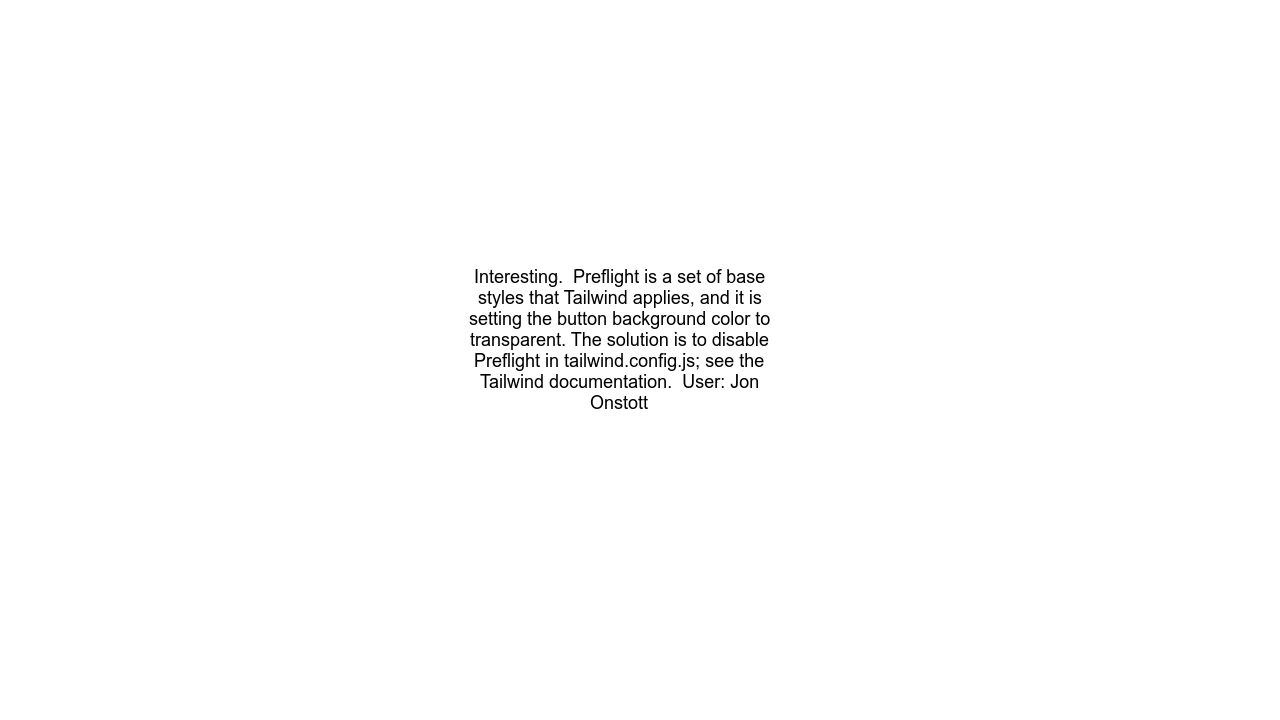 Interesting.  Preflight is a set of base
styles that Tailwind applies, and it is
setting the button background color to
transparent. The solution is to disable
Preflight in tailwind.config.js; see the
Tailwind documentation.  User: Jon
Onstott